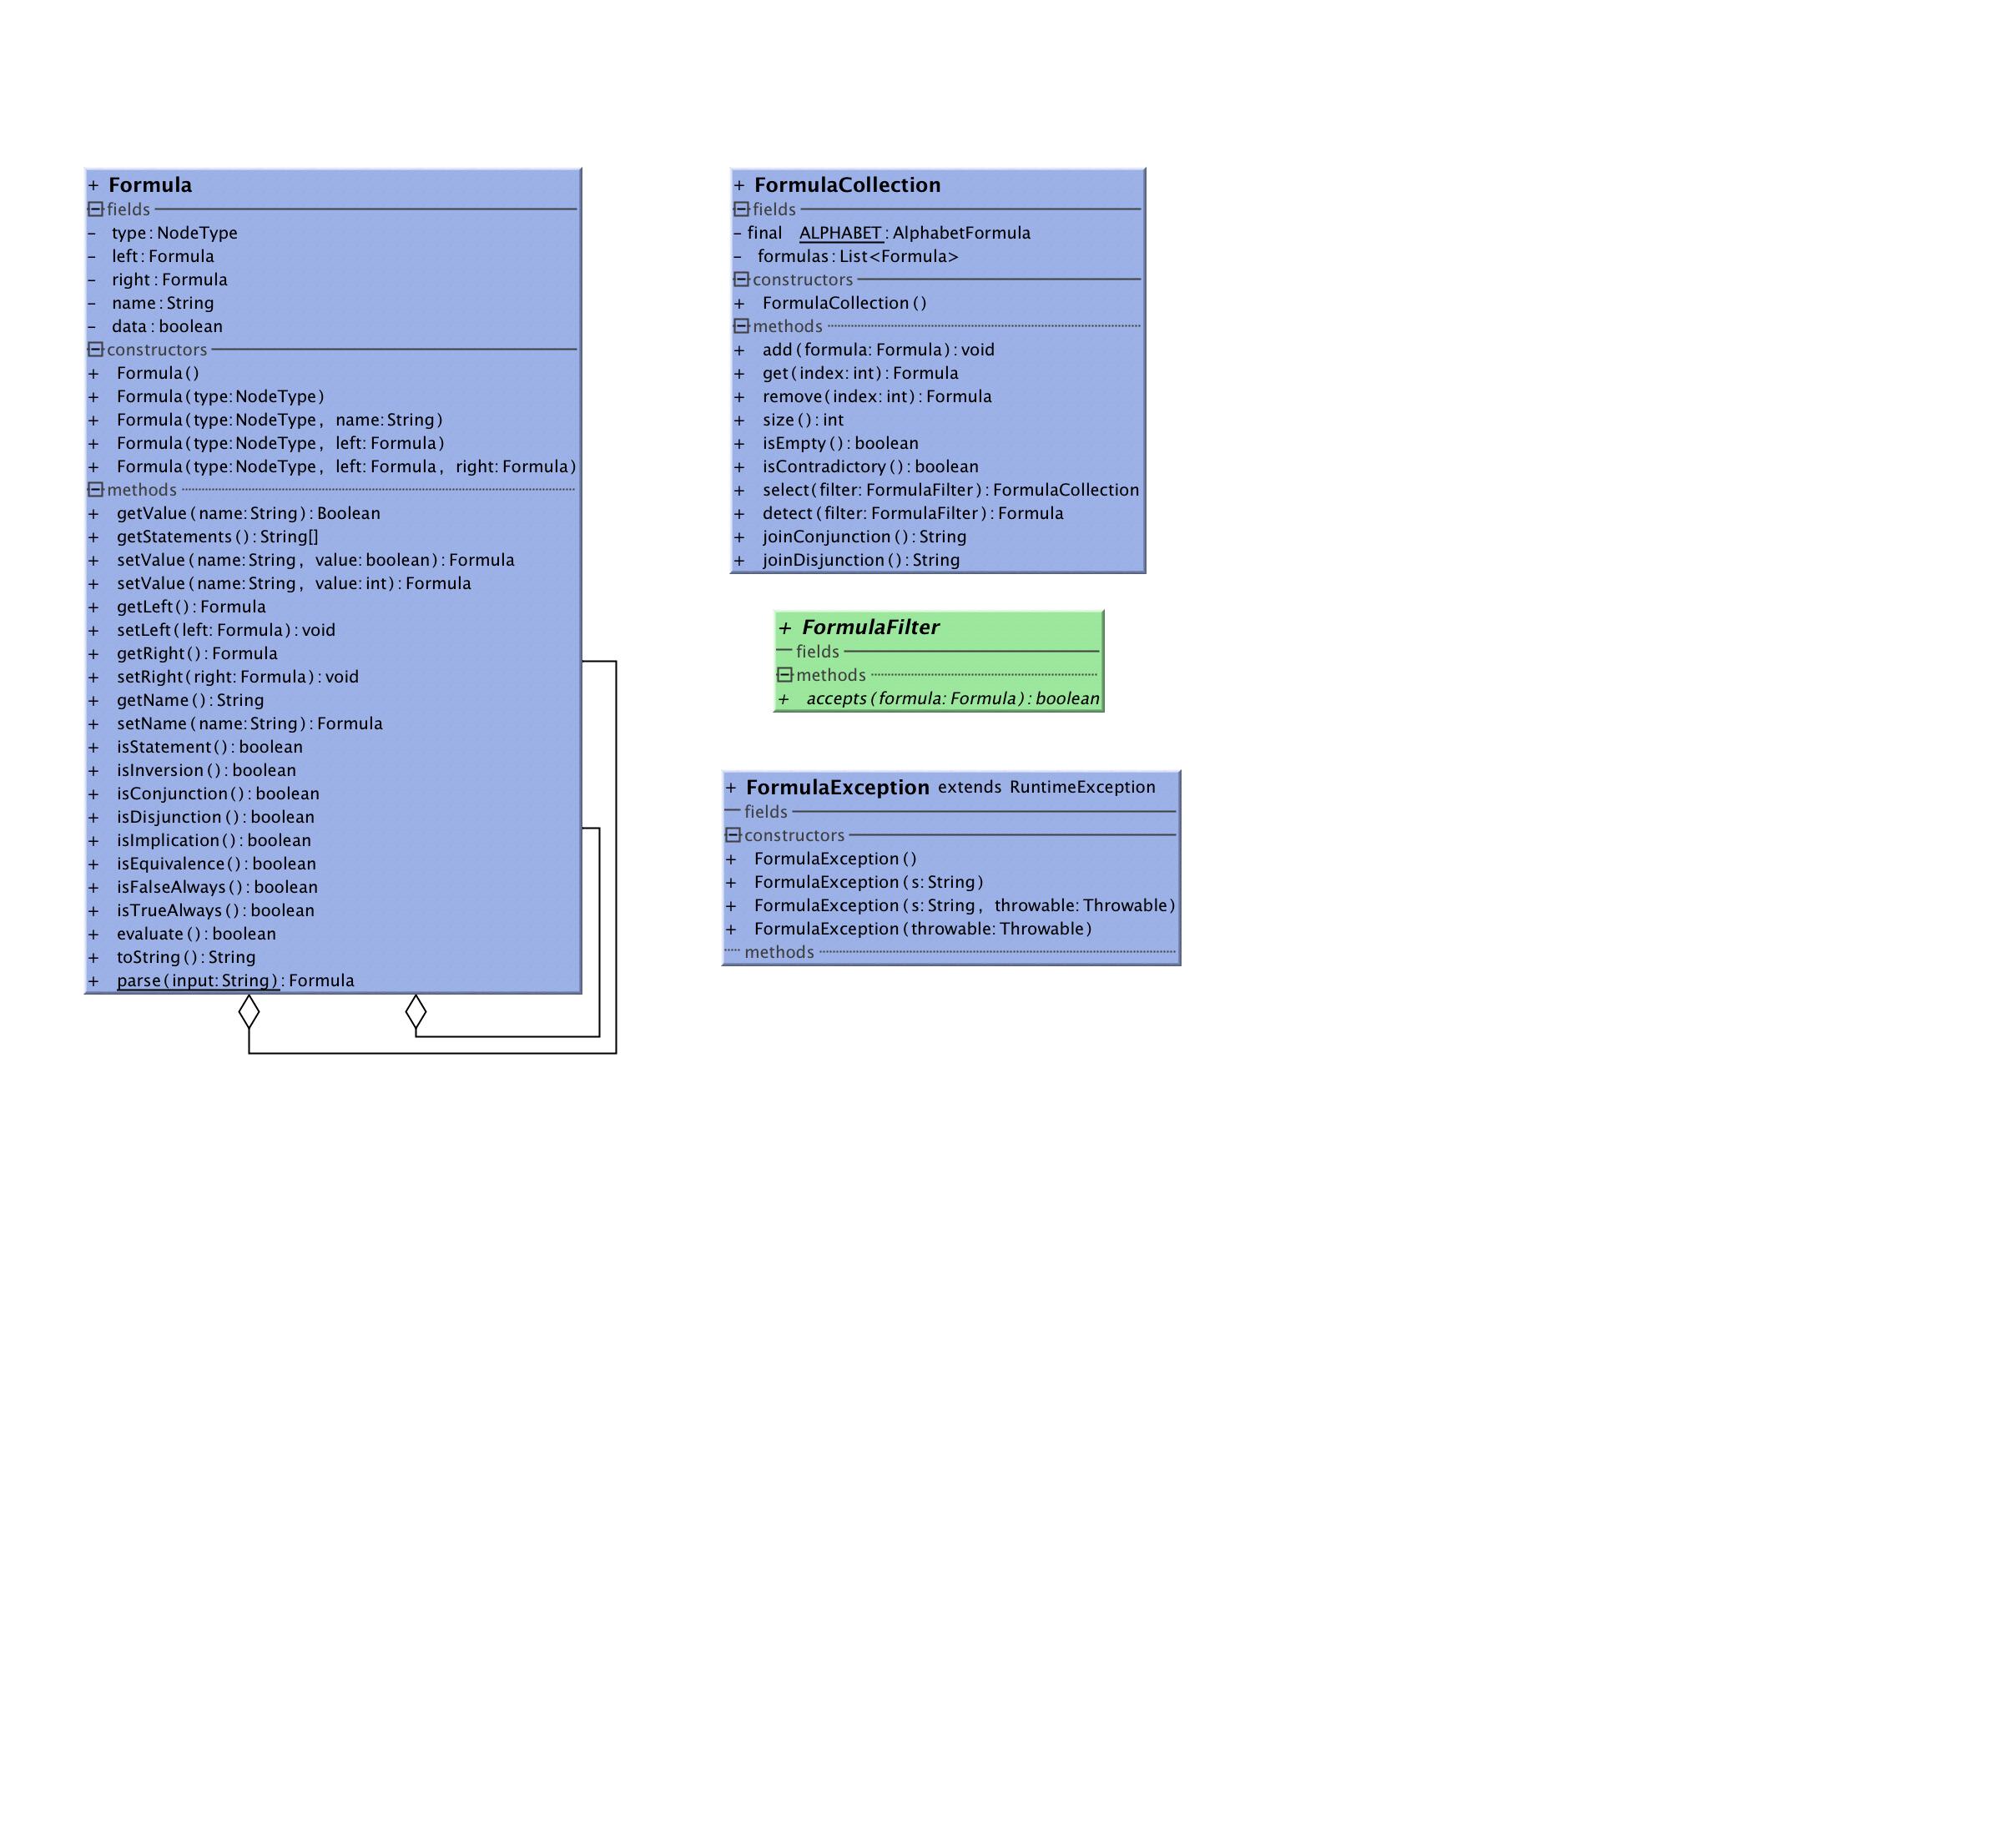 + Formula
fields
- type:NodeType
- left:Formula
- right:Formula
- name:String
- data:boolean
constructors
+ Formula()
+ Formula(type:NodeType)
+ Formula(type:NodeType, name:String)
+ Formula(type:NodeType, left:Formula)
+ Formula(type:NodeType, left:Formula, right:Formula)
methods
+ getValue(name:String):Boolean
+ getStatements():String[]
+ setValue(name:String, value:boolean):Formula
+ setValue(name:String, value:int):Formula
+ getLeft():Formula
+ setLeft(left:Formula):void
+ getRight():Formula
+ setRight(right:Formula):void
+ getName():String
+ setName(name:String):Formula
+ isStatement():boolean
+ isInversion():boolean
+ isConjunction():boolean
+ isDisjunction():boolean
+ isImplication():boolean
+ isEquivalence():boolean
+ isFalseAlways():boolean
+ isTrueAlways():boolean
+ evaluate():boolean
+ toString():String
+ parse(input:String):Formula
+ FormulaCollection
fields
- final ALPHABET:AlphabetFormula
- formulas:List<Formula>
constructors
+ FormulaCollection()
methods
+ add(formula:Formula):void
+ get(index:int):Formula
+ remove(index:int):Formula
+ size():int
+ isEmpty():boolean
+ isContradictory():boolean
+ select(filter:FormulaFilter):FormulaCollection
+ detect(filter:FormulaFilter):Formula
+ joinConjunction():String
+ joinDisjunction():String
+ FormulaFilter
fields
methods
+ accepts(formula:Formula):boolean
+ FormulaException extends RuntimeException
fields
constructors
+ FormulaException()
+ FormulaException(s:String)
+ FormulaException(s:String, throwable:Throwable)
+ FormulaException(throwable:Throwable)
methods